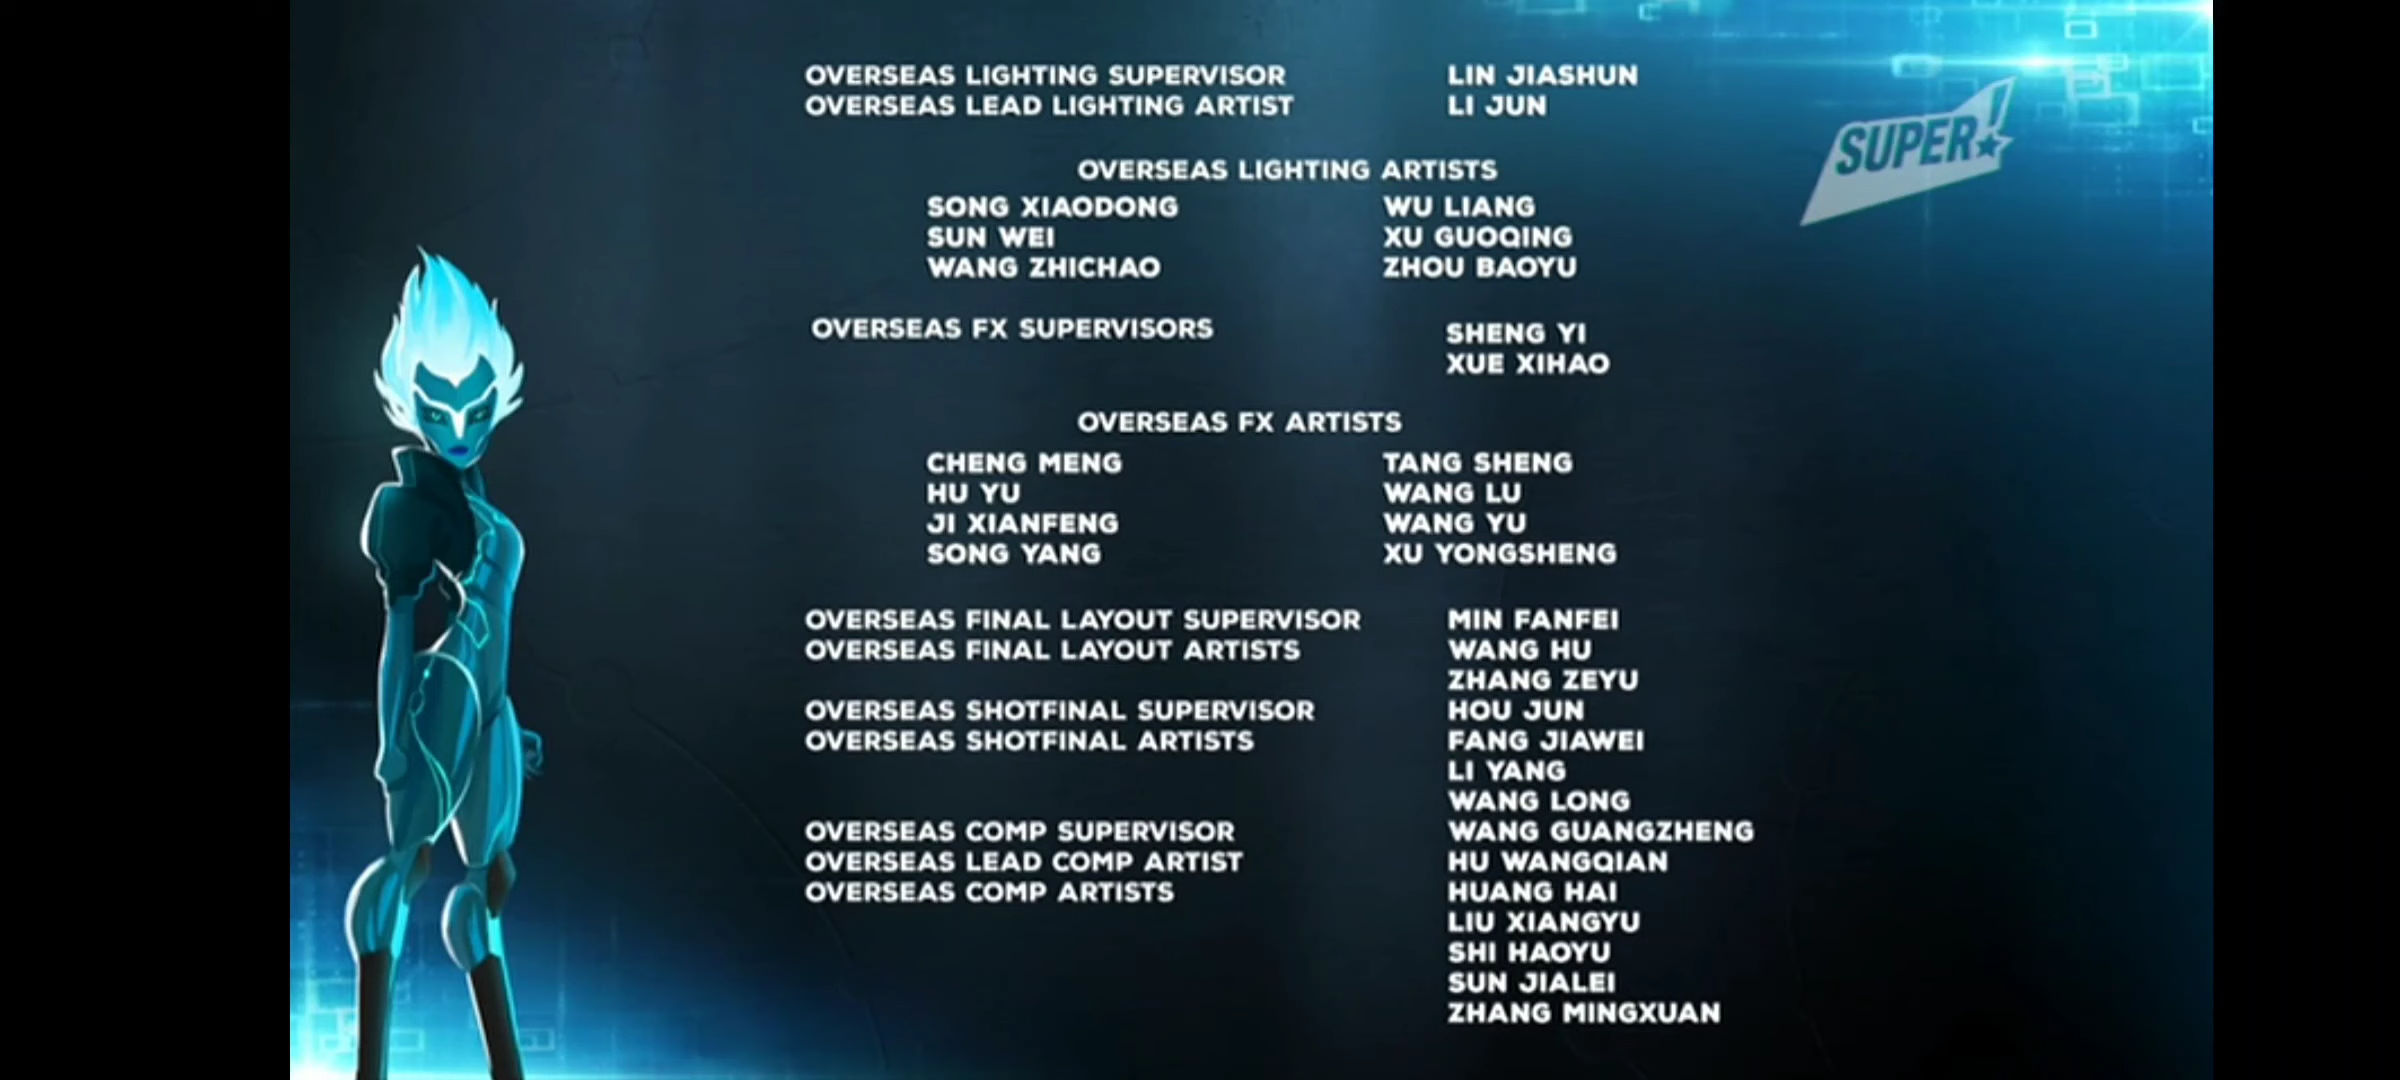 OVERSEAS LIGHTING SUPERVISOR LIN JIASHUN
OVERSEAS LEAD LIGHTING ARTIST LI JUN
SUPER!
OVERSEAS LIGHTING ARTISTS
SONG XIAODONG WU LIANG
SUN WEI XU GUOQING
WANG ZHICHAO ZHOU BAOYU
OVERSEAS FX SUPERVISORS SHENG YI
XUE XIHAO
OVERSEAS FX ARTISTS
CHENG MENG TANG SHENG
HU YU WANG LU
JI XIANFENG WANG YU
SONG YANG XU YONGSHENG
OVERSEAS FINAL LAYOUT SUPERVISOR MIN FANFEI
OVERSEAS FINAL LAYOUT ARTISTS WANG HU
ZHANG ZEYU
OVERSEAS SHOTFINAL SUPERVISOR HOU JUN
OVERSEAS SHOTFINAL ARTISTS FANG JIAWEI
LI YANG
WANG LONG
OVERSEAS COMP SUPERVISOR WANG GUANGZHENG
OVERSEAS LEAD COMP ARTIST HU WANGQIAN
OVERSEAS COMP ARTISTS HUANG HAI
LIU XIANGYU
SHI HAOYU
SUN JIALEI
ZHANG MINGXUAN